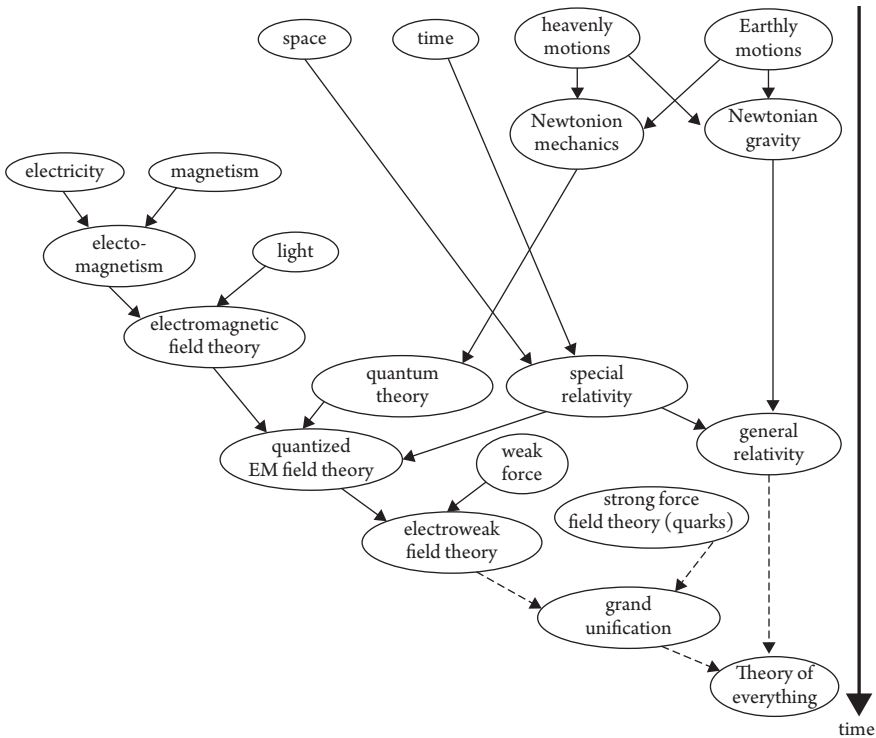 space
time
heavenly
motions
Earthly
motions
Newtonion
mechanics
Newtonian
gravity
electricity
magnetism
electo-
magnetism
light
electromagnetic
field theory
quantum
theory
special
relativity
general
relativity
quantized
EM field theory
weak
force
strong force
field theory (quarks)
electroweak
field theory
grand
unification
Theory of
everything
time